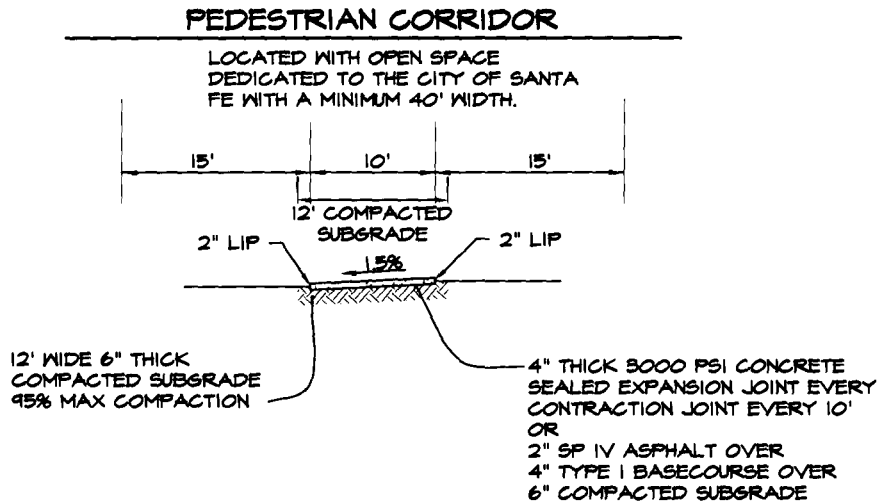 PEDESTRIAN CORRIDOR
LOCATED WITH OPEN SPACE
DEDICATED TO THE CITY OF SANTA
FE WITH A MINIMUM 40' WIDTH.
15' 10' 15'
12' COMPACTED
SUBGRADE
2" LIP 2" LIP
1.5%
12' WIDE 6" THICK
COMPACTED SUBGRADE
95% MAX COMPACTION
4" THICK 3000 PSI CONCRETE
SEALED EXPANSION JOINT EVERY
CONTRACTION JOINT EVERY 10'
OR
2" SP IV ASPHALT OVER
4" TYPE I BASECOURSE OVER
6" COMPACTED SUBGRADE